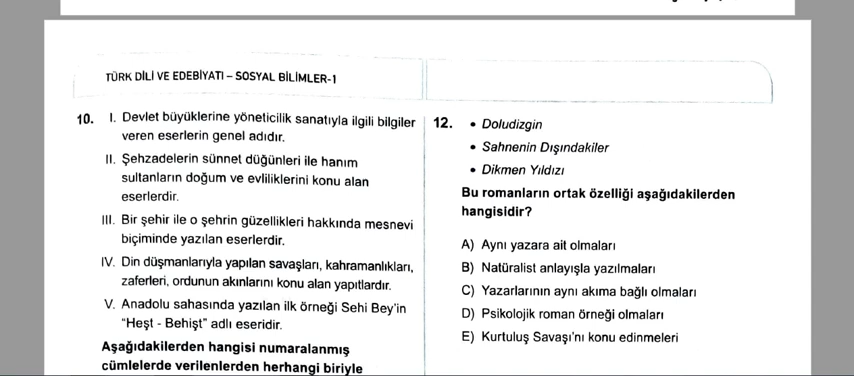 TÜRK DİLİ VE EDEBİYATI – SOSYAL BİLİMLER-1
10. I. Devlet büyüklerine yöneticilik sanatıyla ilgili bilgiler
veren eserlerin genel adıdır.
II. Şehzadelerin sünnet düğünleri ile hanım
sultanların doğum ve evliliklerini konu alan
eserlerdir.
III. Bir şehir ile o şehrin güzellikleri hakkında mesnevi
biçiminde yazılan eserlerdir.
IV. Din düşmanlarıyla yapılan savaşları, kahramanlıkları,
zaferleri, ordunun akınlarını konu alan yapıtlardır.
V. Anadolu sahasında yazılan ilk örneği Sehi Bey'in
"Heşt - Behişt" adlı eseridir.
Aşağıdakilerden hangisi numaralanmış
cümlelerde verilenlerden herhangi biriyle
12. • Doludizgin
• Sahnenin Dışındakiler
• Dikmen Yıldızı
Bu romanların ortak özelliği aşağıdakilerden
hangisidir?
A) Aynı yazara ait olmaları
B) Natüralist anlayışla yazılmaları
C) Yazarlarının aynı akıma bağlı olmaları
D) Psikolojik roman örneği olmaları
E) Kurtuluş Savaşı'nı konu edinmeleri